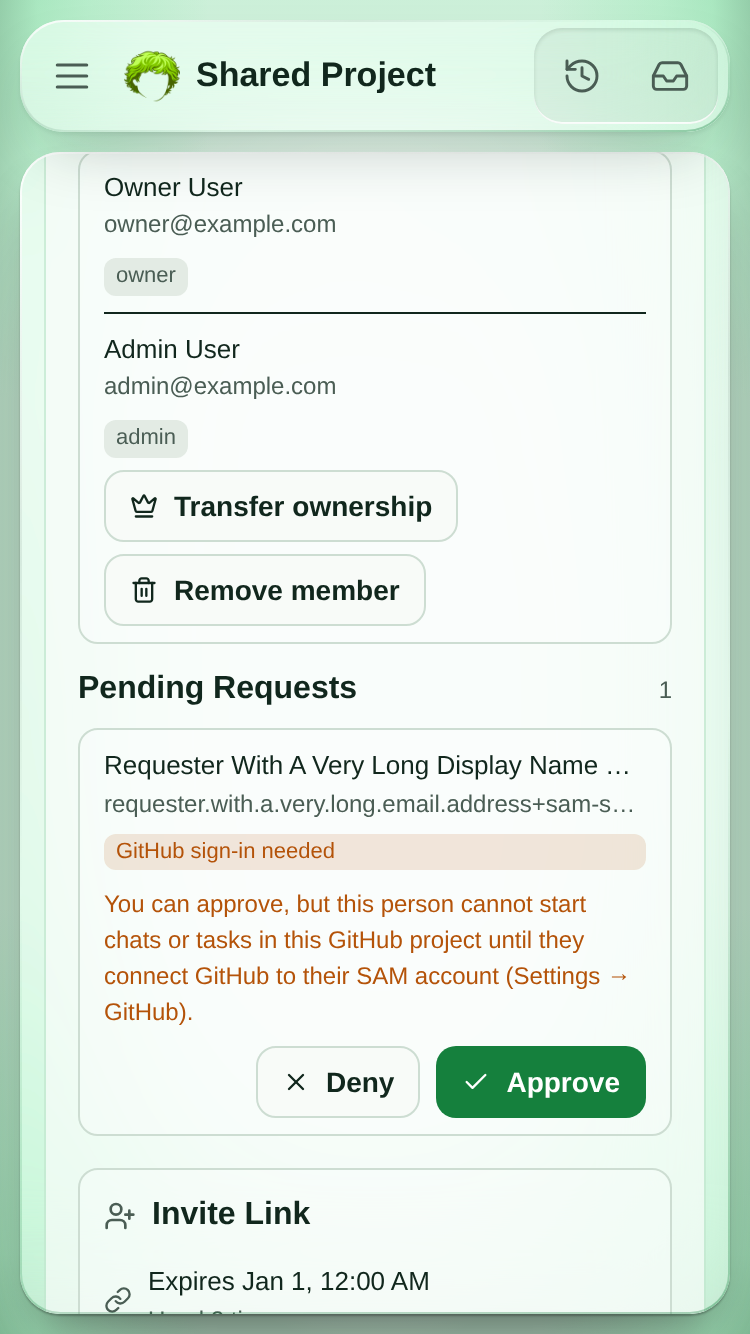 Shared Project
Owner User
owner@example.com
owner
Admin User
admin@example.com
admin
Transfer ownership
Remove member
Pending Requests
1
Requester With A Very Long Display Name …
requester.with.a.very.long.email.address+sam-s…
GitHub sign-in needed
You can approve, but this person cannot start
chats or tasks in this GitHub project until they
connect GitHub to their SAM account (Settings →
GitHub).
Deny
Approve
Invite Link
Expires Jan 1, 12:00 AM